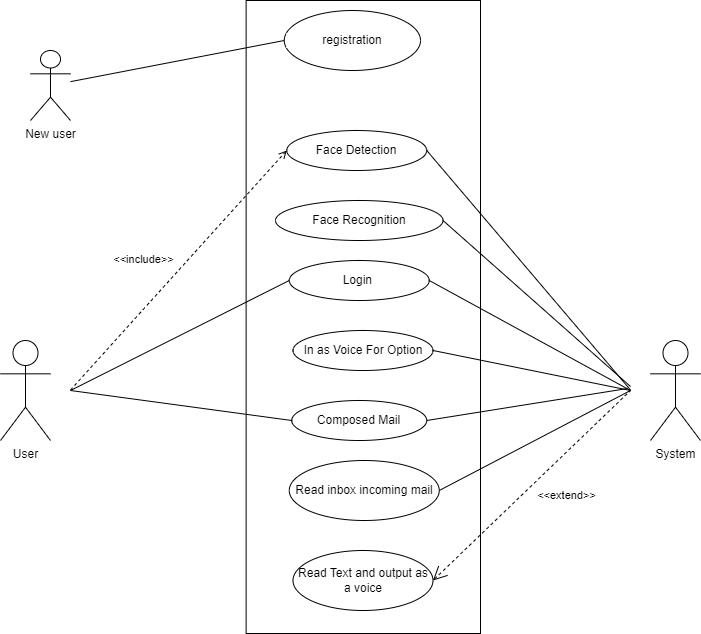 registration
New user
Face Detection
Face Recognition
<<include>>
Login
In as Voice For Option
User
System
Composed Mail
Read inbox incoming mail
<<extend>>
Read Text and output as
a voice